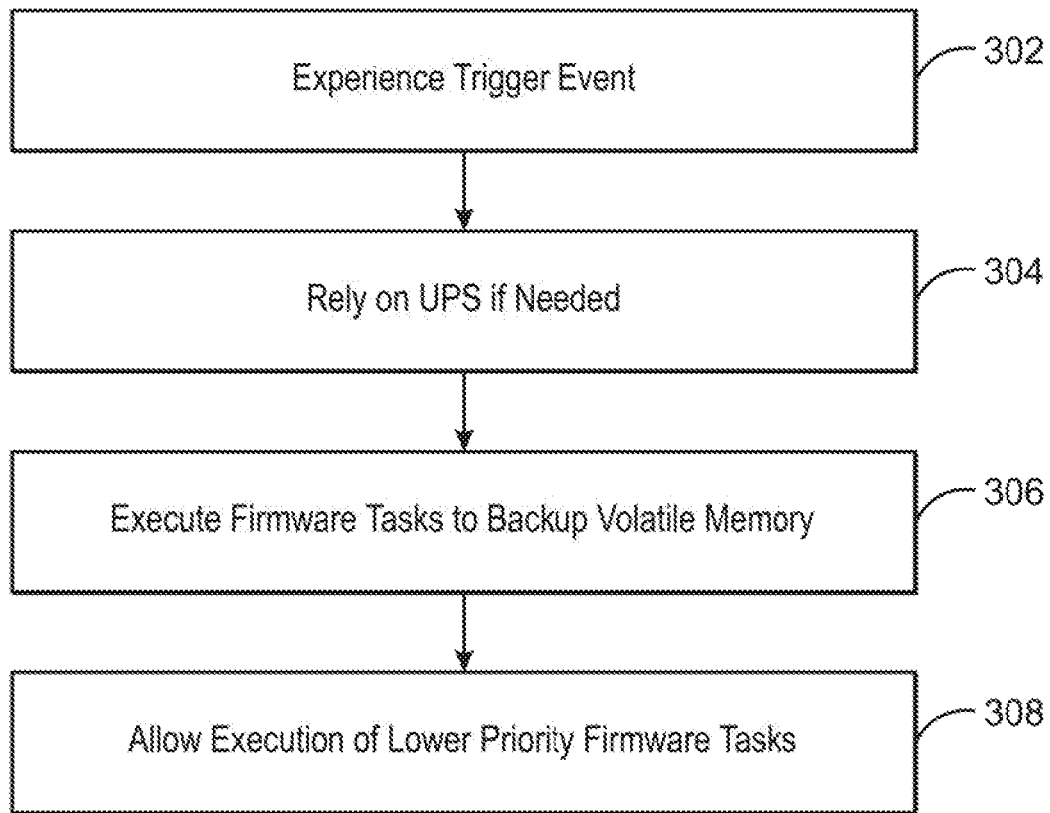 Experience Trigger Event
302
Rely on UPS if Needed
304
Execute Firmware Tasks to Backup Volatile Memory
306
Allow Execution of Lower Priority Firmware Tasks
308